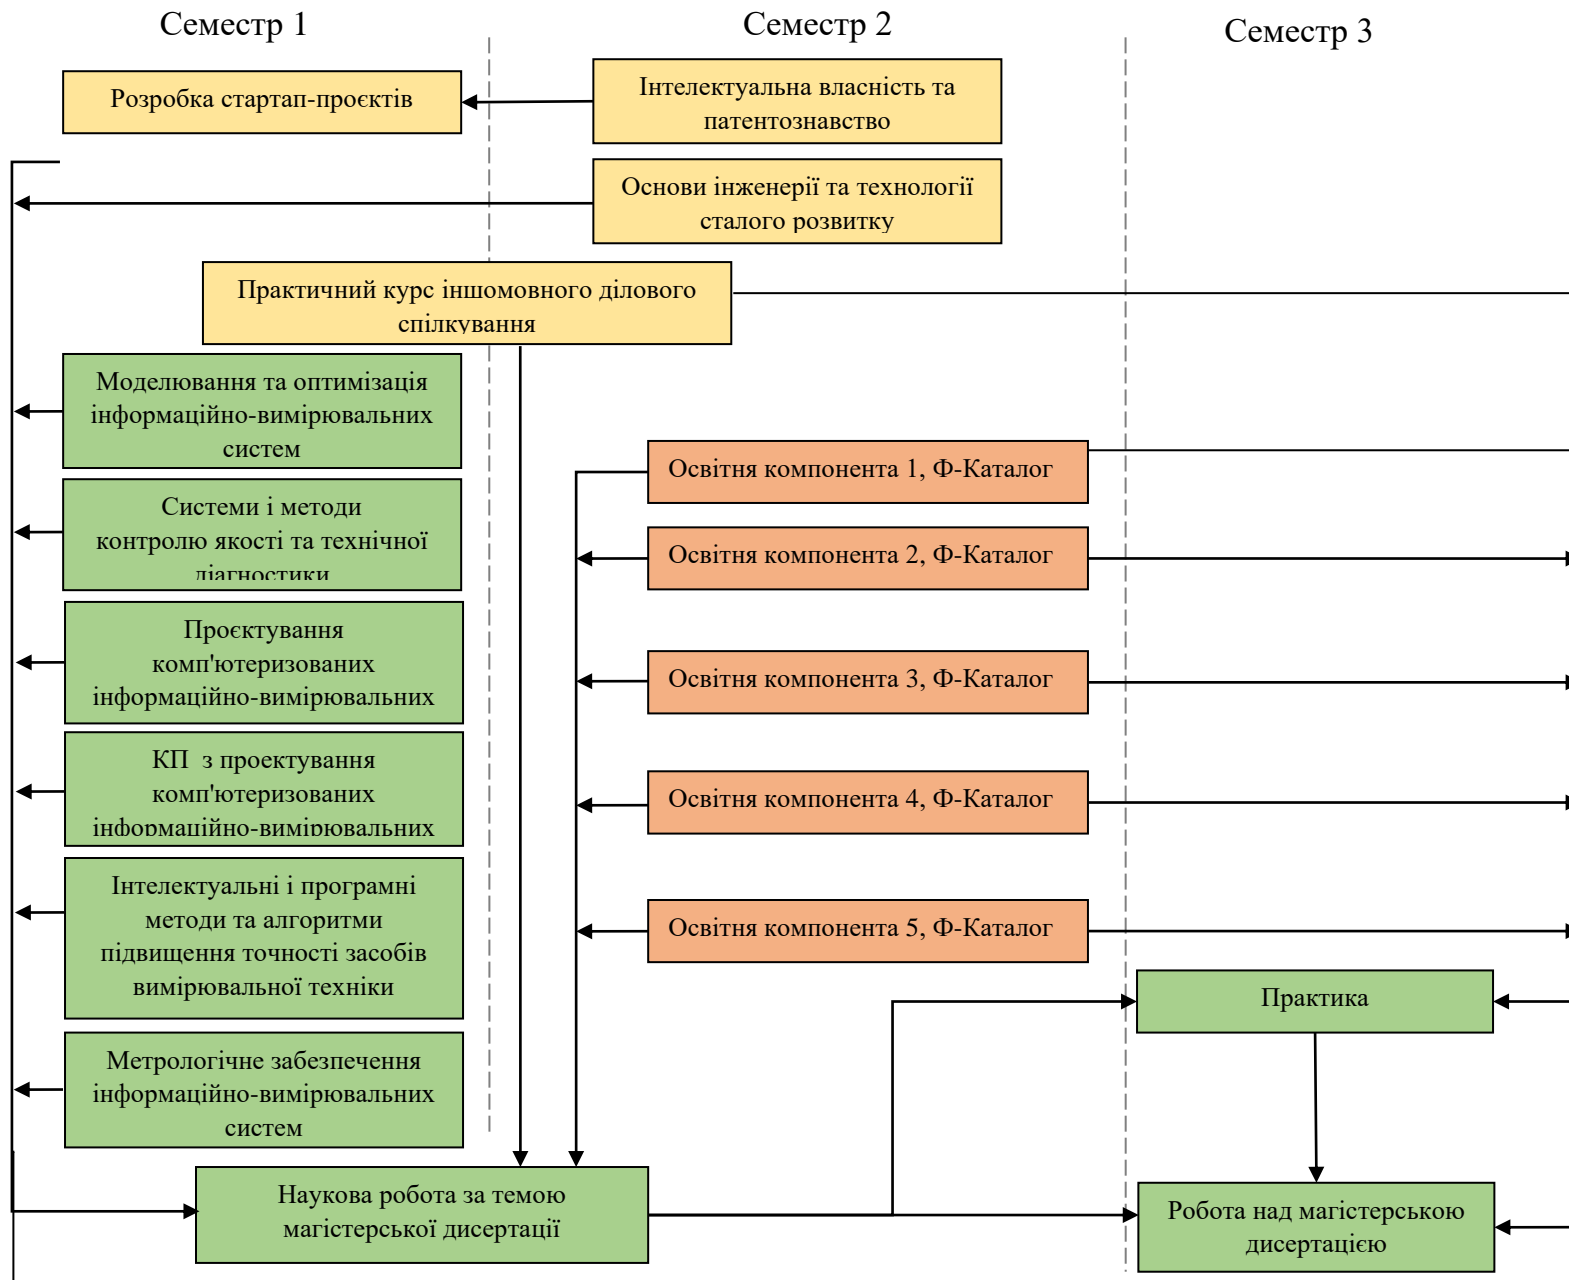 Семестр 1
Семестр 2
Семестр 3
Розробка стартап-проєктів
Інтелектуальна власність та
патентознавство
Основи інженерії та технології
сталого розвитку
Практичний курс іншомовного ділового
спілкування
Моделювання та оптимізація
інформаційно-вимірювальних
систем
Системи і методи
контролю якості та технічної
діагностики
Проєктування
комп'ютеризованих
інформаційно-вимірювальних
КП з проектування
комп'ютеризованих
інформаційно-вимірювальних
Інтелектуальні і програмні
методи та алгоритми
підвищення точності засобів
вимірювальної техніки
Метрологічне забезпечення
інформаційно-вимірювальних
систем
Освітня компонента 1, Ф-Каталог
Освітня компонента 2, Ф-Каталог
Освітня компонента 3, Ф-Каталог
Освітня компонента 4, Ф-Каталог
Освітня компонента 5, Ф-Каталог
Практика
Наукова робота за темою
магістерської дисертації
Робота над магістерською
дисертацією